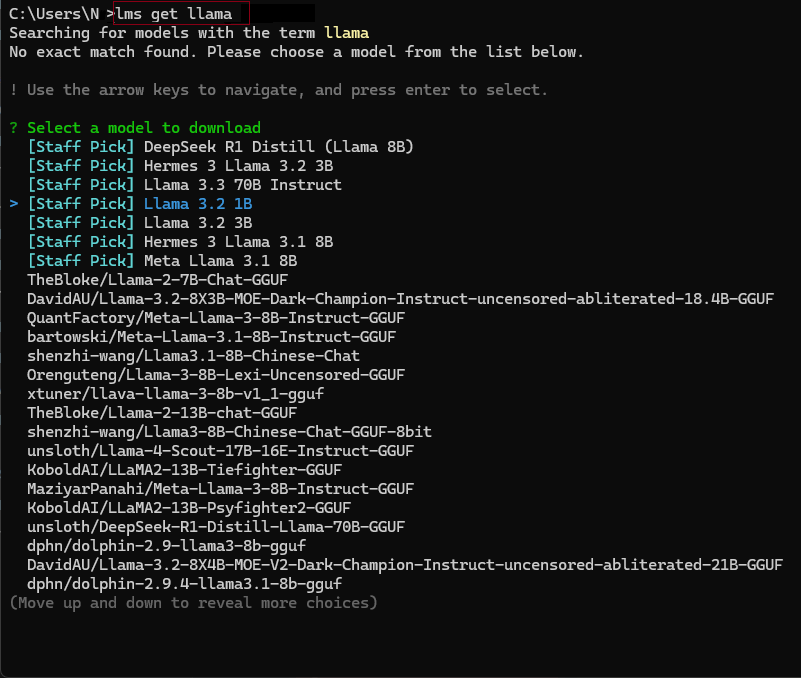 C:\Users\N >lms get llama
Searching for models with the term llama
No exact match found. Please choose a model from the list below.
! Use the arrow keys to navigate, and press enter to select.
? Select a model to download
[Staff Pick] DeepSeek R1 Distill (Llama 8B)
[Staff Pick] Hermes 3 Llama 3.2 3B
[Staff Pick] Llama 3.3 70B Instruct
> [Staff Pick] Llama 3.2 1B
[Staff Pick] Llama 3.2 3B
[Staff Pick] Hermes 3 Llama 3.1 8B
[Staff Pick] Meta Llama 3.1 8B
TheBloke/Llama-2-7B-Chat-GGUF
DavidAU/Llama-3.2-8X3B-MOE-Dark-Champion-Instruct-uncensored-abliterated-18.4B-GGUF
QuantFactory/Meta-Llama-3-8B-Instruct-GGUF
bartowski/Meta-Llama-3.1-8B-Instruct-GGUF
shenzhi-wang/Llama3.1-8B-Chinese-Chat
Orenguteng/Llama-3-8B-Lexi-Uncensored-GGUF
xtuner/llava-llama-3-8b-v1_1-gguf
TheBloke/Llama-2-13B-chat-GGUF
shenzhi-wang/Llama3-8B-Chinese-Chat-GGUF-8bit
unsloth/Llama-4-Scout-17B-16E-Instruct-GGUF
KoboldAI/LLaMA2-13B-Tiefighter-GGUF
MaziyarPanahi/Meta-Llama-3-8B-Instruct-GGUF
KoboldAI/LLaMA2-13B-Psyfighter2-GGUF
unsloth/DeepSeek-R1-Distill-Llama-70B-GGUF
dphn/dolphin-2.9-llama3-8b-gguf
DavidAU/Llama-3.2-8X4B-MOE-V2-Dark-Champion-Instruct-uncensored-abliterated-21B-GGUF
dphn/dolphin-2.9.4-llama3.1-8b-gguf
(Move up and down to reveal more choices)